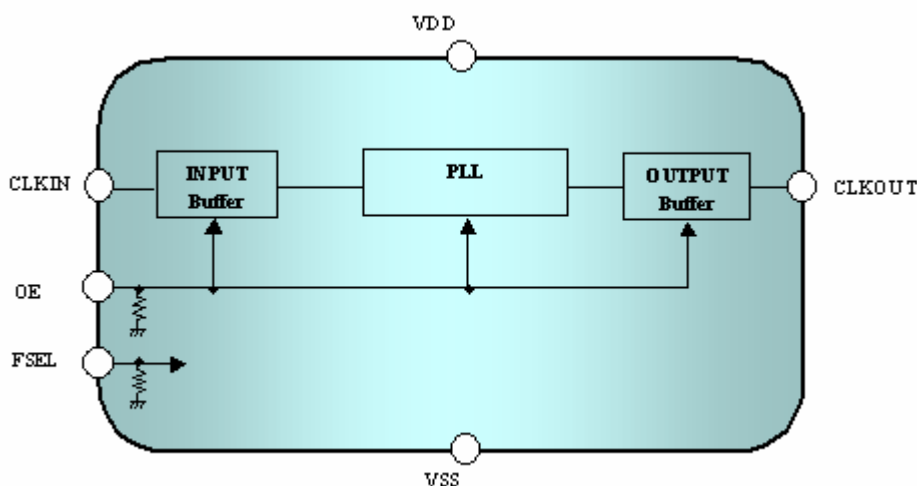 VDD
CLKIN
INPUT
Buffer
PLL
OUTPUT
Buffer
CLKOUT
OE
FSEL
VSS